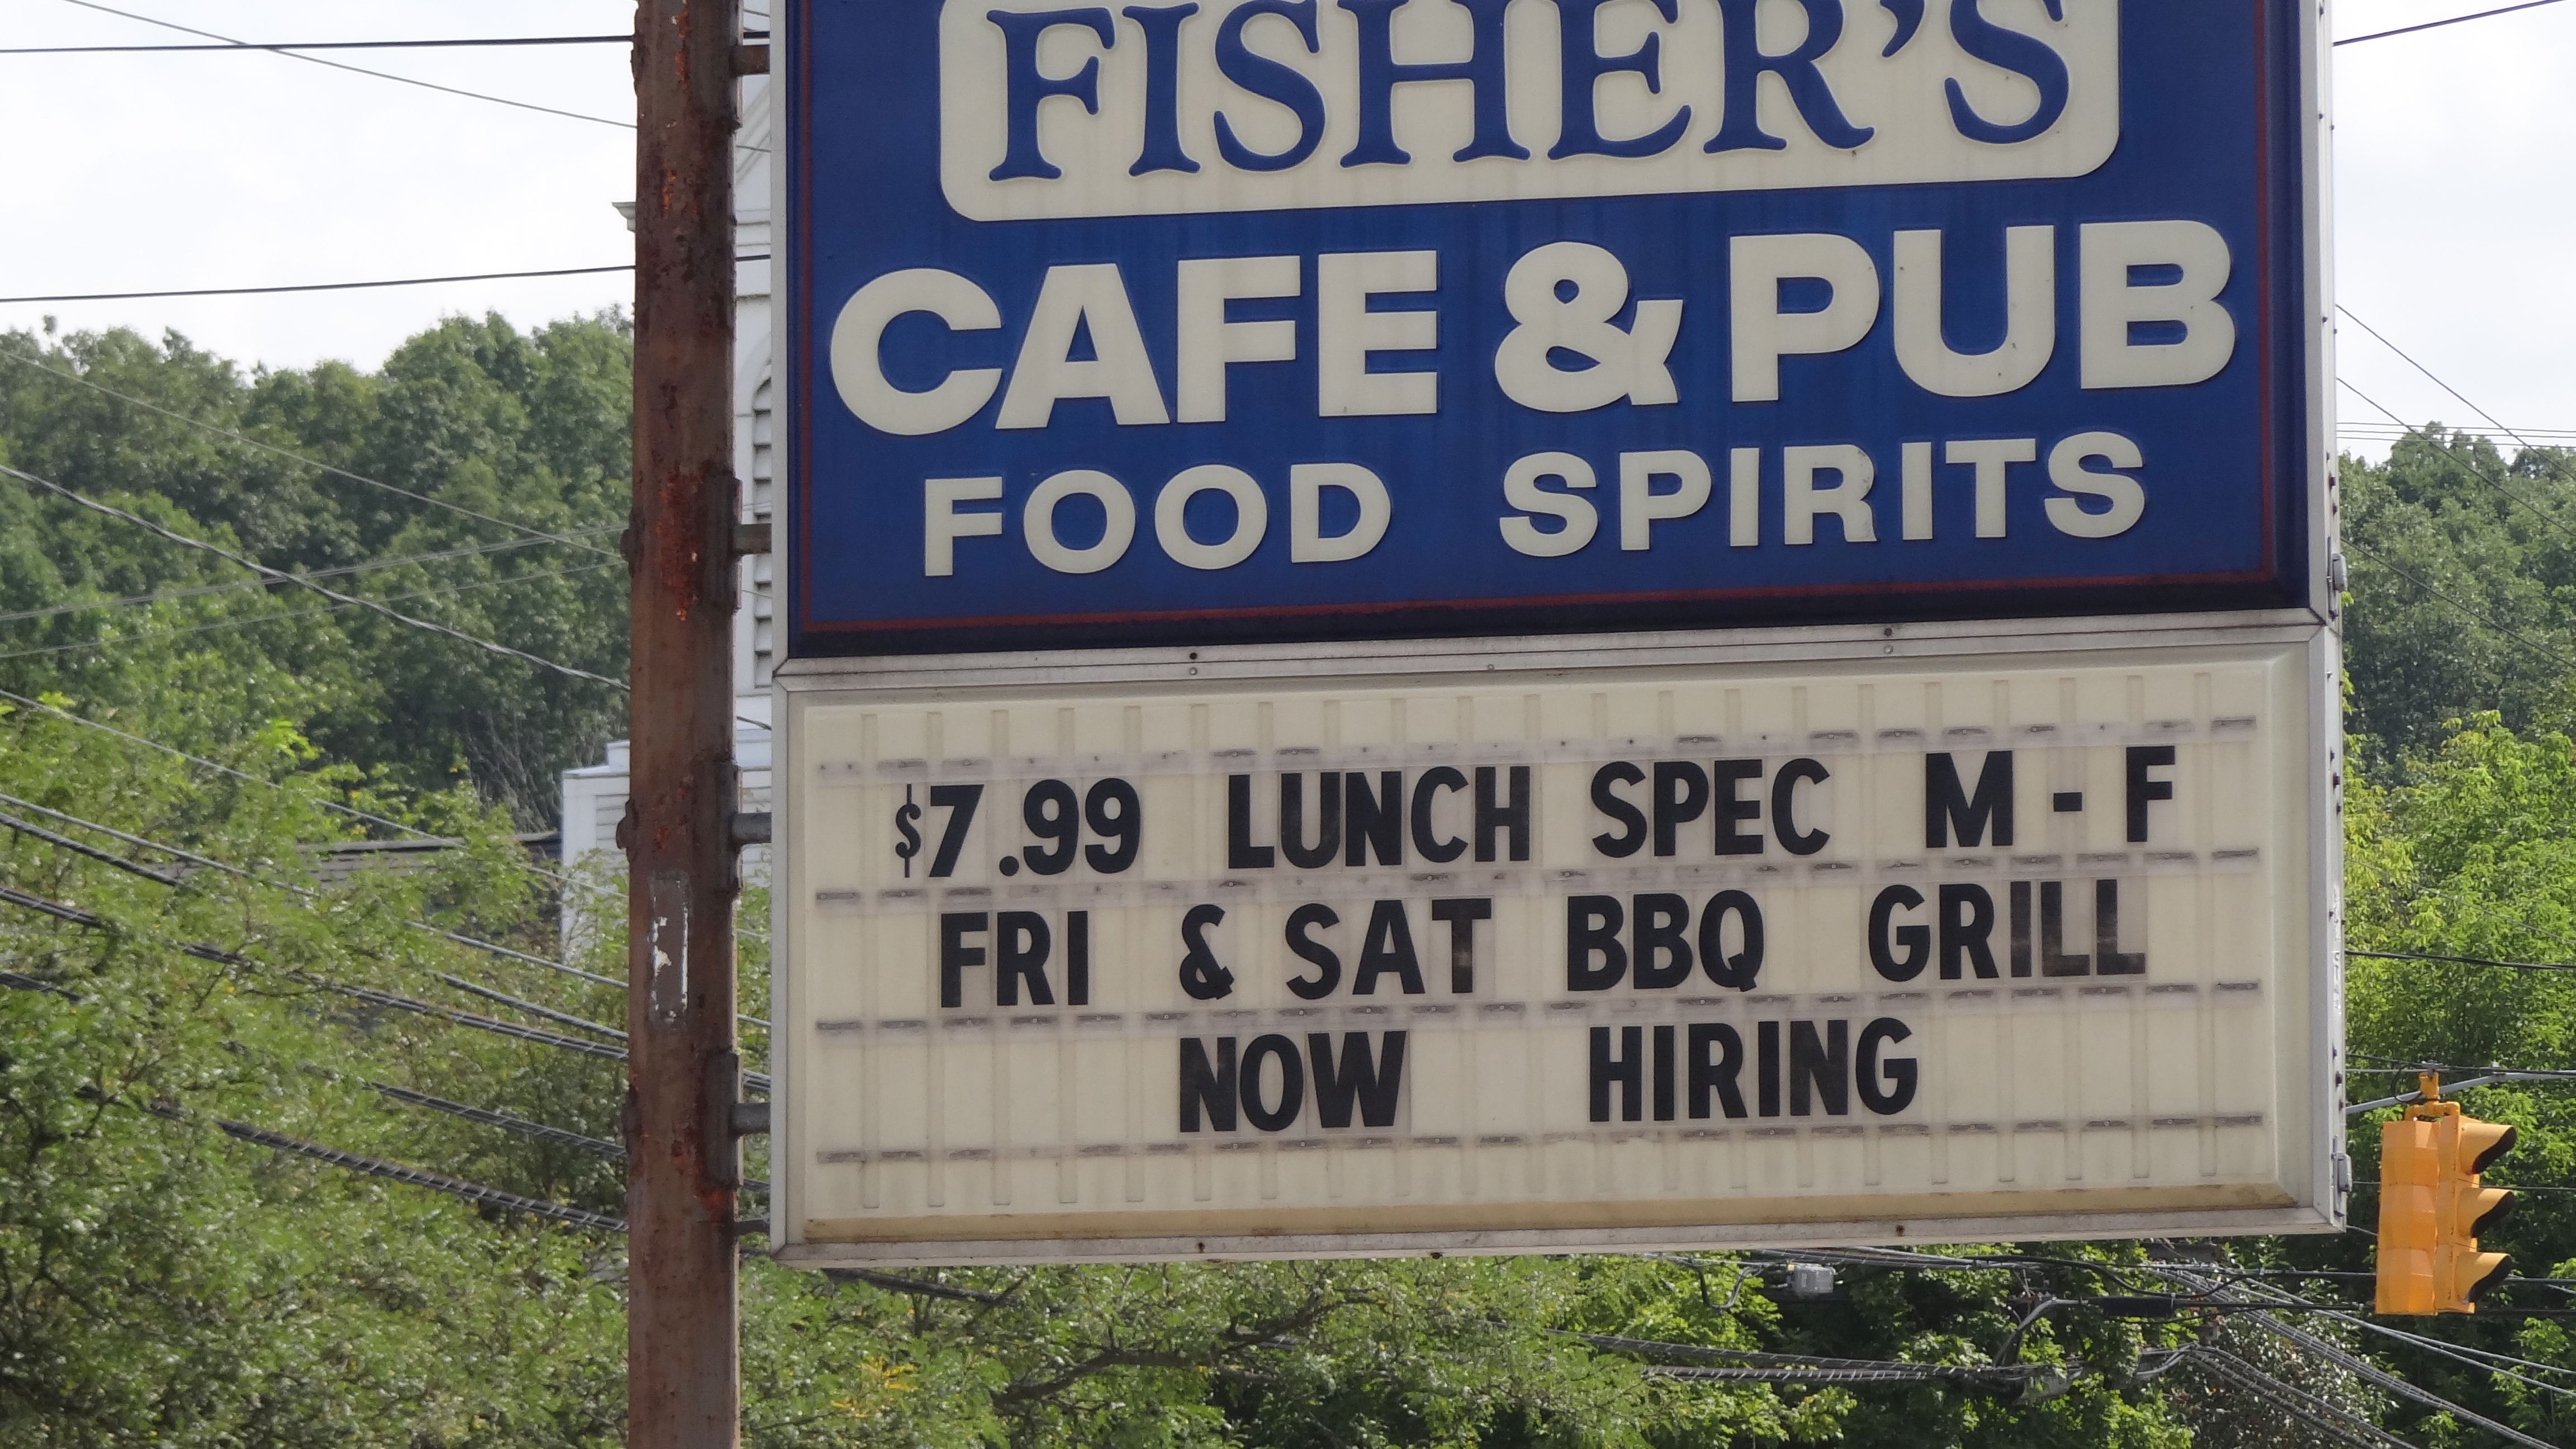 FISHER'S
CAFE & PUB
FOOD SPIRITS
$7.99 LUNCH SPEC M - F
FRI & SAT BBQ GRILL
NOW HIRING